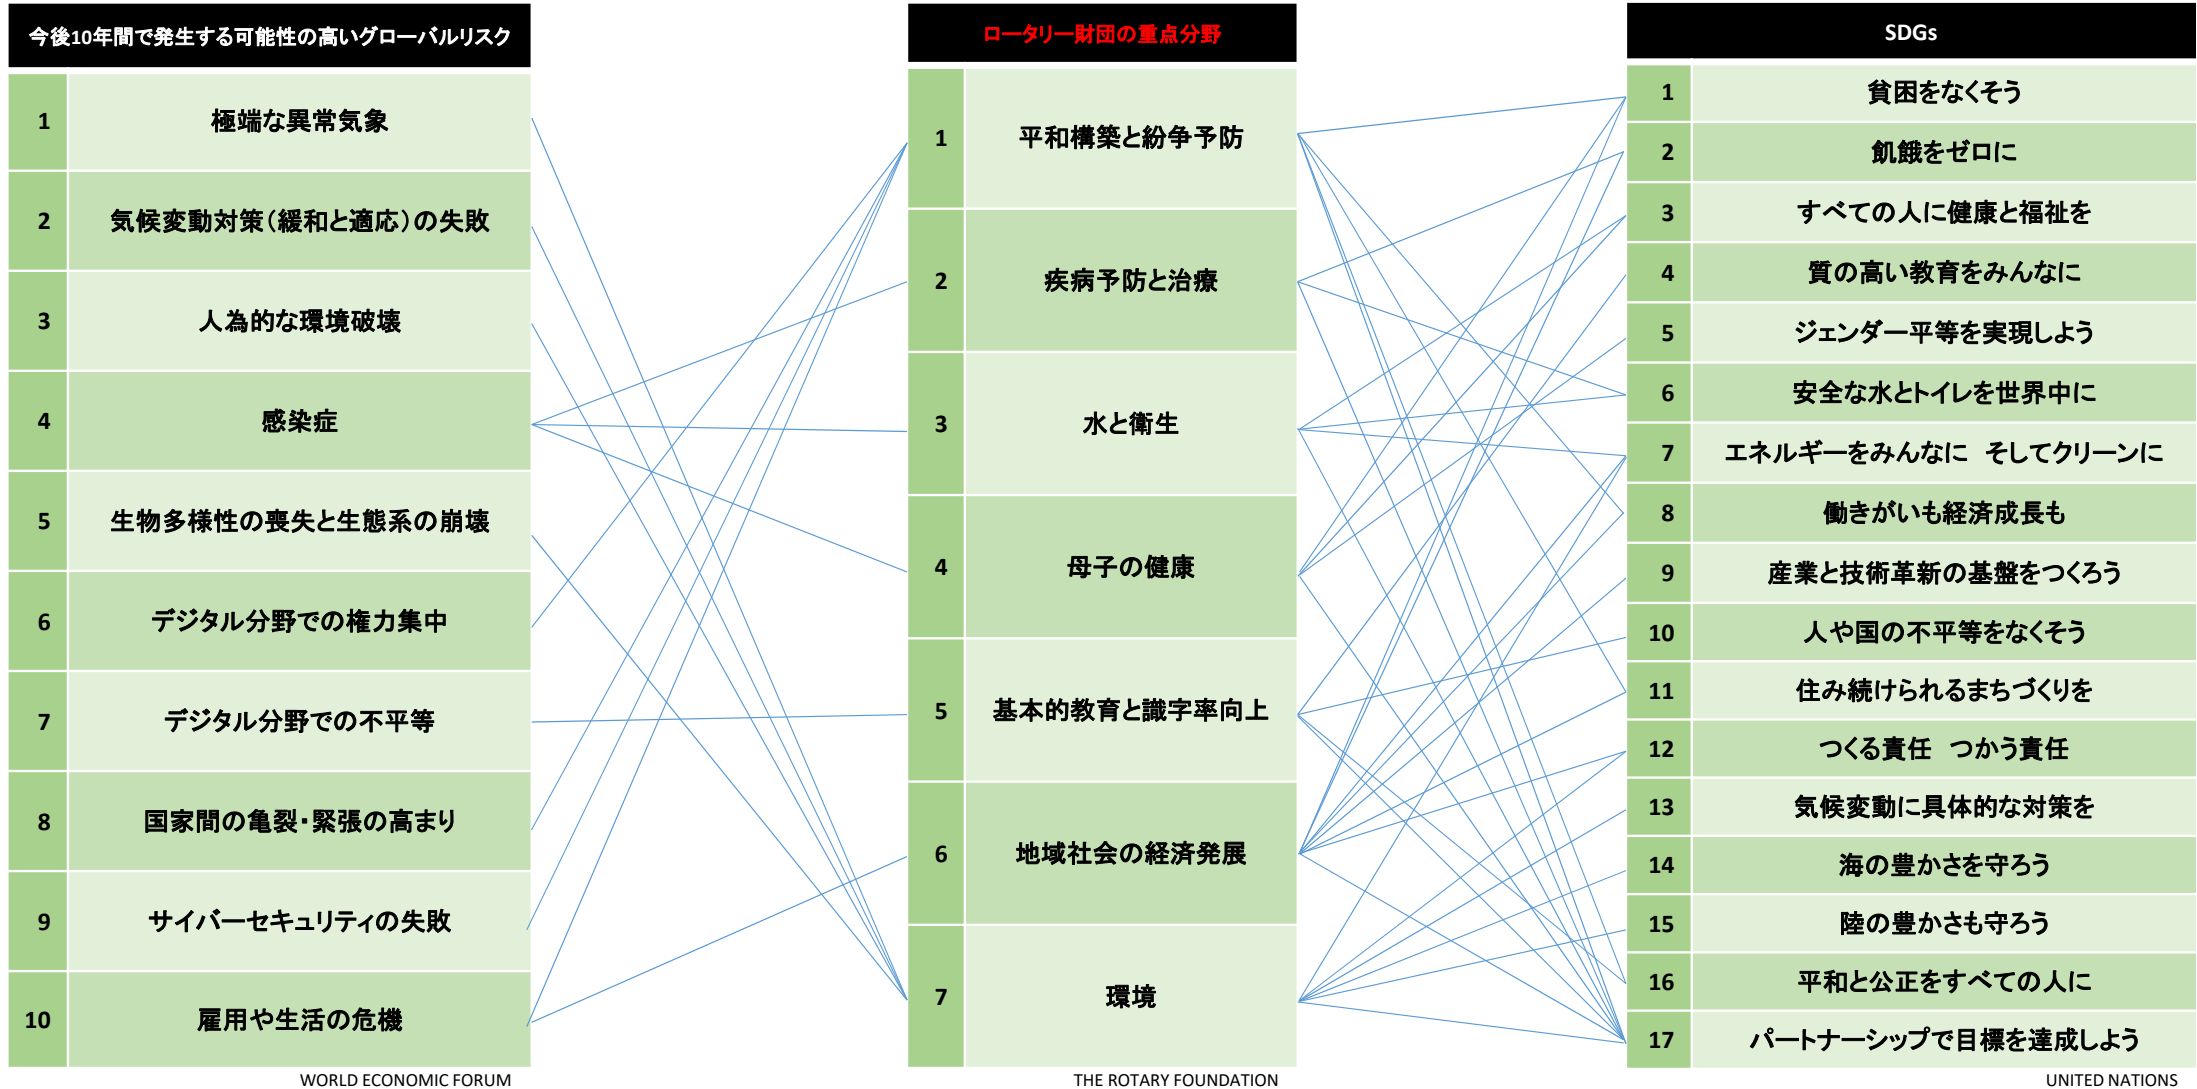 今後10年間で発生する可能性の高いグローバルリスク
1 極端な異常気象
2 気候変動対策（緩和と適応）の失敗
3 人為的な環境破壊
4 感染症
5 生物多様性の喪失と生態系の崩壊
6 デジタル分野での権力集中
7 デジタル分野での不平等
8 国家間の亀裂・緊張の高まり
9 サイバーセキュリティの失敗
10 雇用や生活の危機
WORLD ECONOMIC FORUM
ロータリー財団の重点分野
1 平和構築と紛争予防
2 疾病予防と治療
3 水と衛生
4 母子の健康
5 基本的教育と識字率向上
6 地域社会の経済発展
7 環境
THE ROTARY FOUNDATION
SDGs
1 貧困をなくそう
2 飢餓をゼロに
3 すべての人に健康と福祉を
4 質の高い教育をみんなに
5 ジェンダー平等を実現しよう
6 安全な水とトイレを世界中に
7 エネルギーをみんなに そしてクリーンに
8 働きがいも経済成長も
9 産業と技術革新の基盤をつくろう
10 人や国の不平等をなくそう
11 住み続けられるまちづくりを
12 つくる責任 つかう責任
13 気候変動に具体的な対策を
14 海の豊かさを守ろう
15 陸の豊かさも守ろう
16 平和と公正をすべての人に
17 パートナーシップで目標を達成しよう
UNITED NATIONS